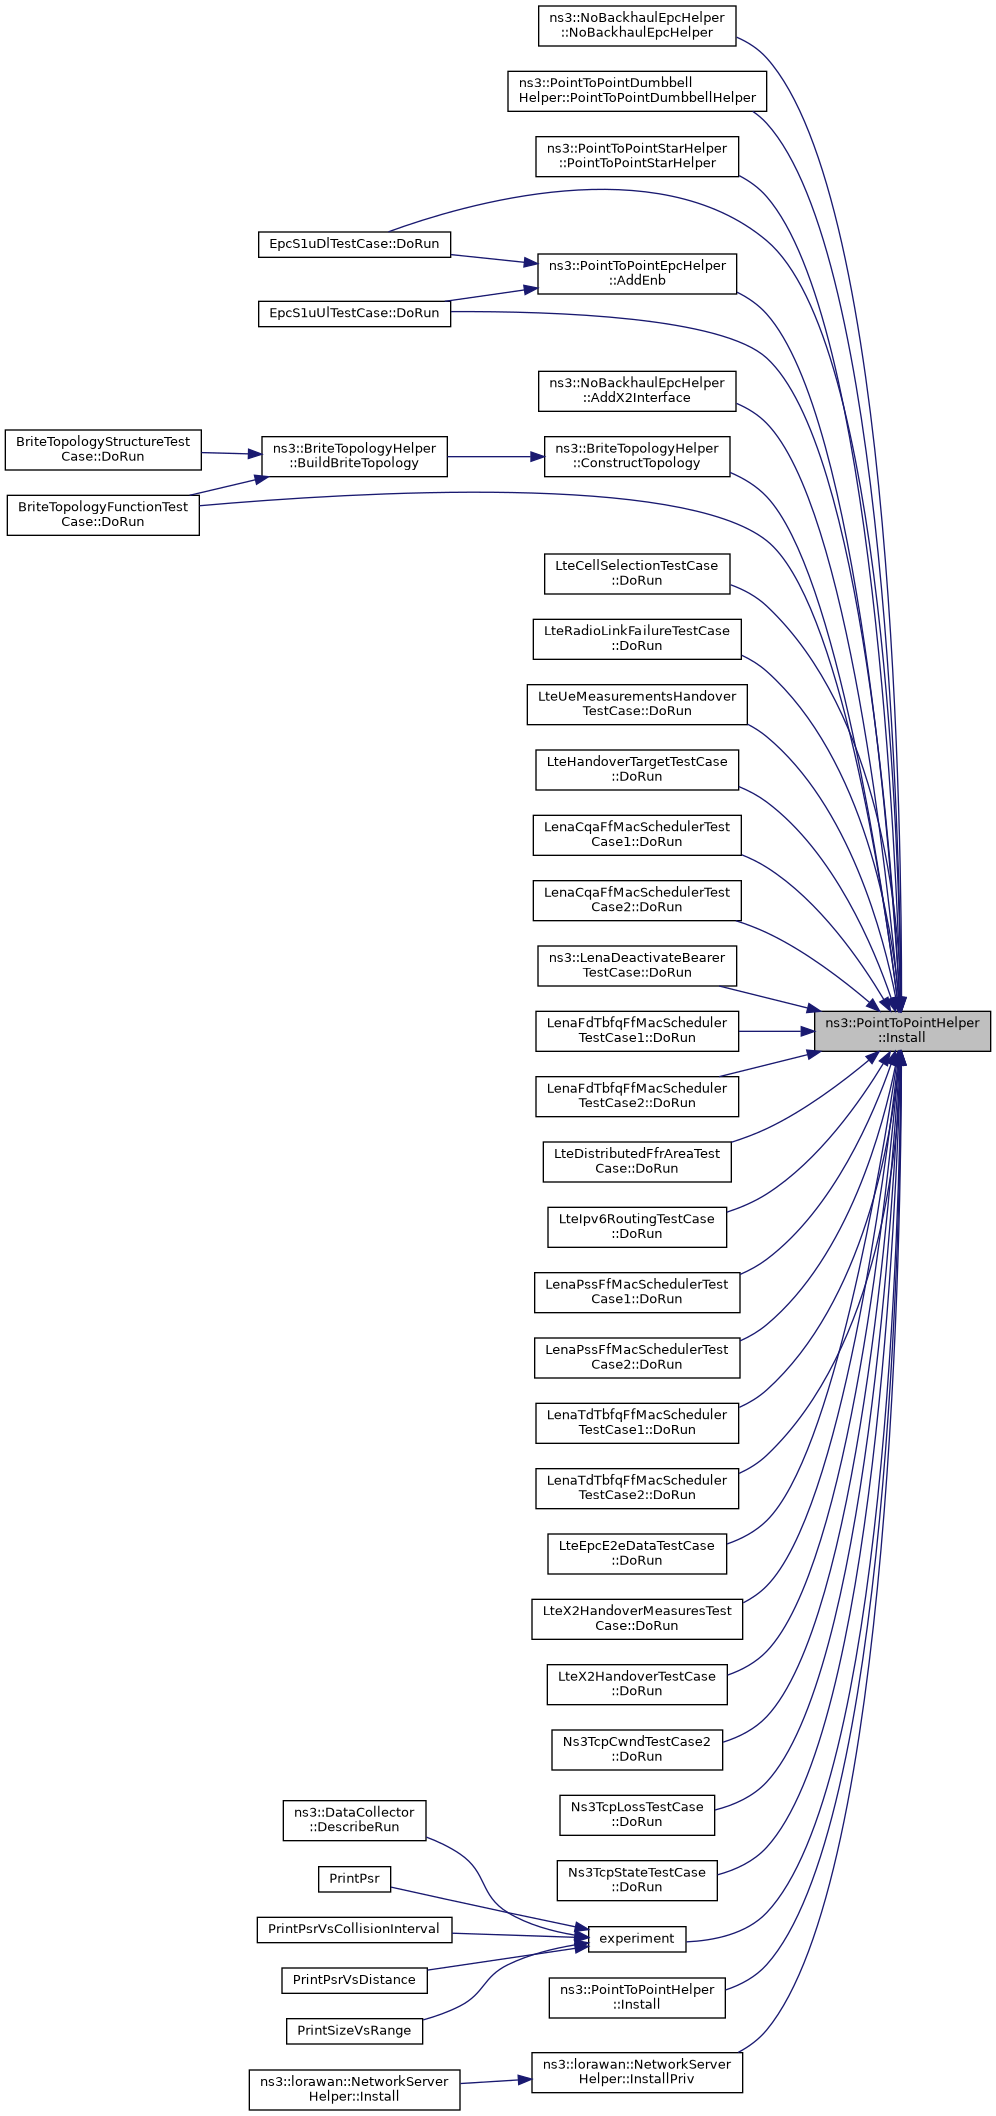 ns3::NoBackhaulEpcHelper
::NoBackhaulEpcHelper
ns3::PointToPointDumbbell
Helper::PointToPointDumbbellHelper
ns3::PointToPointStarHelper
::PointToPointStarHelper
EpcS1uDlTestCase::DoRun
ns3::PointToPointEpcHelper
::AddEnb
EpcS1uUlTestCase::DoRun
ns3::NoBackhaulEpcHelper
::AddX2Interface
BriteTopologyStructureTest
Case::DoRun
ns3::BriteTopologyHelper
::BuildBriteTopology
ns3::BriteTopologyHelper
::ConstructTopology
BriteTopologyFunctionTest
Case::DoRun
LteCellSelectionTestCase
::DoRun
LteRadioLinkFailureTestCase
::DoRun
LteUeMeasurementsHandover
TestCase::DoRun
LteHandoverTargetTestCase
::DoRun
LenaCqaFfMacSchedulerTest
Case1::DoRun
LenaCqaFfMacSchedulerTest
Case2::DoRun
ns3::LenaDeactivateBearer
TestCase::DoRun
ns3::PointToPointHelper
::Install
LenaFdTbfqFfMacScheduler
TestCase1::DoRun
LenaFdTbfqFfMacScheduler
TestCase2::DoRun
LteDistributedFfrAreaTest
Case::DoRun
LteIpv6RoutingTestCase
::DoRun
LenaPssFfMacSchedulerTest
Case1::DoRun
LenaPssFfMacSchedulerTest
Case2::DoRun
LenaTdTbfqFfMacScheduler
TestCase1::DoRun
LenaTdTbfqFfMacScheduler
TestCase2::DoRun
LteEpcE2eDataTestCase
::DoRun
LteX2HandoverMeasuresTest
Case::DoRun
LteX2HandoverTestCase
::DoRun
Ns3TcpCwndTestCase2
::DoRun
Ns3TcpLossTestCase
::DoRun
ns3::DataCollector
::DescribeRun
Ns3TcpStateTestCase
::DoRun
PrintPsr
PrintPsrVsCollisionInterval
experiment
PrintPsrVsDistance
ns3::PointToPointHelper
::Install
PrintSizeVsRange
ns3::lorawan::NetworkServer
Helper::InstallPriv
ns3::lorawan::NetworkServer
Helper::Install